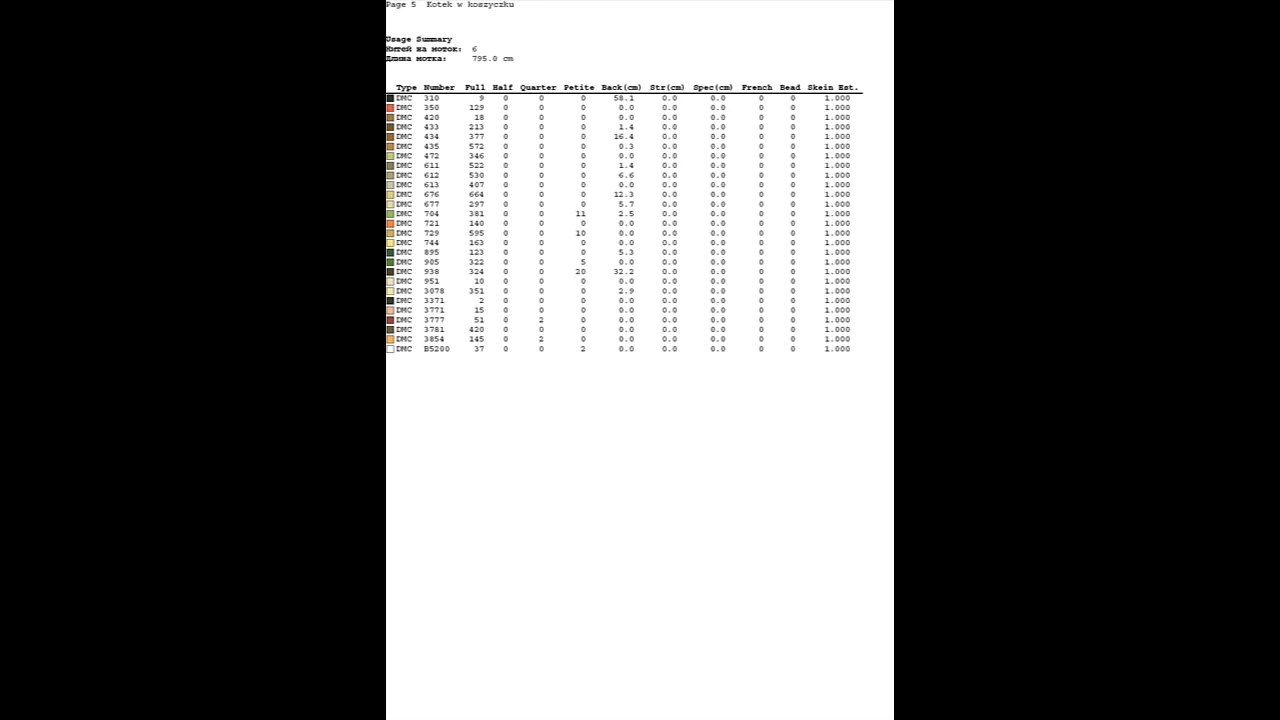 Page 5  Kotek w koszyczku
Usage Summary
Нитей на моток:  6
Длина мотка:  795.0 cm
Type Number Full Half Quarter Petite Back(cm) Str(cm) Spec(cm) French Bead Skein Est.
DMC 310 9 0 0 0 58.1 0.0 0.0 0 0 1.000
DMC 350 129 0 0 0 0.0 0.0 0.0 0 0 1.000
DMC 420 18 0 0 0 0.0 0.0 0.0 0 0 1.000
DMC 433 213 0 0 0 1.4 0.0 0.0 0 0 1.000
DMC 434 377 0 0 0 16.4 0.0 0.0 0 0 1.000
DMC 435 572 0 0 0 0.3 0.0 0.0 0 0 1.000
DMC 472 346 0 0 0 0.0 0.0 0.0 0 0 1.000
DMC 611 522 0 0 0 1.4 0.0 0.0 0 0 1.000
DMC 612 530 0 0 0 6.6 0.0 0.0 0 0 1.000
DMC 613 407 0 0 0 0.0 0.0 0.0 0 0 1.000
DMC 676 664 0 0 0 12.3 0.0 0.0 0 0 1.000
DMC 677 297 0 0 0 5.7 0.0 0.0 0 0 1.000
DMC 704 381 0 0 11 2.5 0.0 0.0 0 0 1.000
DMC 721 140 0 0 0 0.0 0.0 0.0 0 0 1.000
DMC 729 595 0 0 10 0.0 0.0 0.0 0 0 1.000
DMC 744 163 0 0 0 0.0 0.0 0.0 0 0 1.000
DMC 895 123 0 0 0 5.3 0.0 0.0 0 0 1.000
DMC 905 322 0 0 5 0.0 0.0 0.0 0 0 1.000
DMC 938 324 0 0 20 32.2 0.0 0.0 0 0 1.000
DMC 951 10 0 0 0 0.0 0.0 0.0 0 0 1.000
DMC 3078 351 0 0 0 2.9 0.0 0.0 0 0 1.000
DMC 3371 2 0 0 0 0.0 0.0 0.0 0 0 1.000
DMC 3771 15 0 0 0 0.0 0.0 0.0 0 0 1.000
DMC 3777 51 0 2 0 0.0 0.0 0.0 0 0 1.000
DMC 3781 420 0 0 0 0.0 0.0 0.0 0 0 1.000
DMC 3854 145 0 2 0 0.0 0.0 0.0 0 0 1.000
DMC B5200 37 0 0 2 0.0 0.0 0.0 0 0 1.000